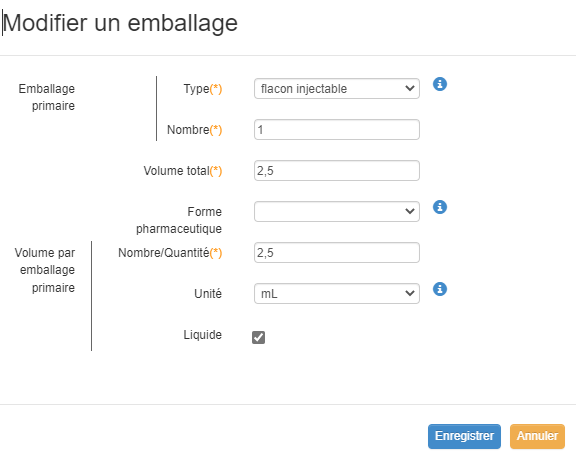 Modifier un emballage
Emballage primaire
Type(*)
flacon injectable
Nombre(*)
1
Volume total(*)
2,5
Forme pharmaceutique
Volume par emballage primaire
Nombre/Quantité(*)
2,5
Unité
mL
Liquide
Enregistrer
Annuler